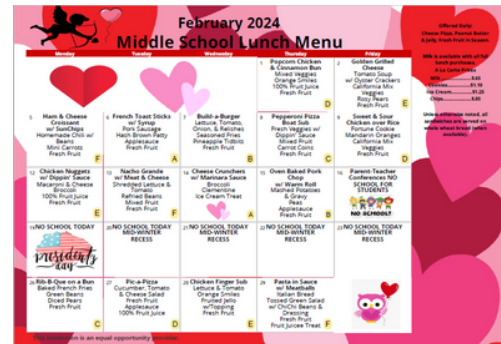 February 2024
Middle School Lunch Menu
Offered Daily
Cheese Pizza, Peanut Butter
& Jelly, Fresh Fruit in Season.
Milk is available with all full
lunch purchases.
A La Carte Prices
Milk
Cookies
Ice Cream
Chips
Unless otherwise noted, all
sandwiches are served on
whole wheat bread (when
available).
Monday Tuesday Wednesday Thursday Friday
1 Popcorn Chicken
& Cinnamon Bun
Mixed Veggies
Orange Smiles
100% Fruit Juice
Fresh Fruit
D
2 Golden Grilled
Cheese
Tomato Soup
w/ Oyster Crackers
California Mix
Veggies
Rosy Pears
Fresh Fruit
E
5 Ham & Cheese
Croissant
w/ SunChips
Homemade Chili w/
Beans
Mini Carrots
Fresh Fruit
F
6 French Toast Sticks
w/ Syrup
Pork Sausage
Hash Brown Patty
Applesauce
Fresh Fruit
A
7 Build-a-Burger
Lettuce, Tomato,
Onion, & Relishes
Seasoned Fries
Pineapple Tidbits
Fresh Fruit
B
8 Pepperoni Pizza
Boat Sub
Fresh Veggies w/
Dippin' Sauce
Mixed Fruit
Carrot Coins
Fresh Fruit
C
9 Sweet & Sour
Chicken over Rice
Fortune Cookie
Mandarin Oranges
California Mix
Veggies
Fresh Fruit
D
12 Chicken Nuggets
w/ Dippin' Sauce
Macaroni & Cheese
Broccoli
100% Fruit Juice
Fresh Fruit
E
13 Nacho Grande
w/ Meat & Cheese
Shredded Lettuce &
Tomato
Refried Beans
Mixed Fruit
Fresh Fruit
F
14 Cheese Crunchers
w/ Marinara Sauce
Broccoli
Clementine
Ice Cream Treat
A
15 Oven Baked Pork
Chop
w/ Warm Roll
Mashed Potatoes
& Gravy
Peas
Applesauce
Fresh Fruit
B
16 Parent-Teacher
Conferences NO
SCHOOL FOR
STUDENTS
NO SCHOOL!
19 NO SCHOOL TODAY
presidents
day
20 NO SCHOOL TODAY
MID-WINTER
RECESS
21 NO SCHOOL TODAY
MID-WINTER
RECESS
22 NO SCHOOL TODAY
MID-WINTER
RECESS
23 NO SCHOOL TODAY
MID-WINTER
RECESS
26 Rib-B-Que on a Bun
Baked French Fries
Green Beans
Diced Pears
Fresh Fruit
C
27 Pic-a-Pizza
Cucumber, Tomato
& Cheese Salad
Fresh Fruit
Applesauce
100% Fruit Juice
D
28 Chicken Finger Sub
Lettuce & Tomato
Orange Smiles
Fruited Jello
w/Topping
Fresh Fruit
E
29 Pasta in Sauce
w/ Meatballs
Italian Bread
Tossed Green Salad
w/ ChiChi Beans &
Dressing
Fresh Fruit
Fruit Juicee Treat
F
This institution is an equal opportunity provider.